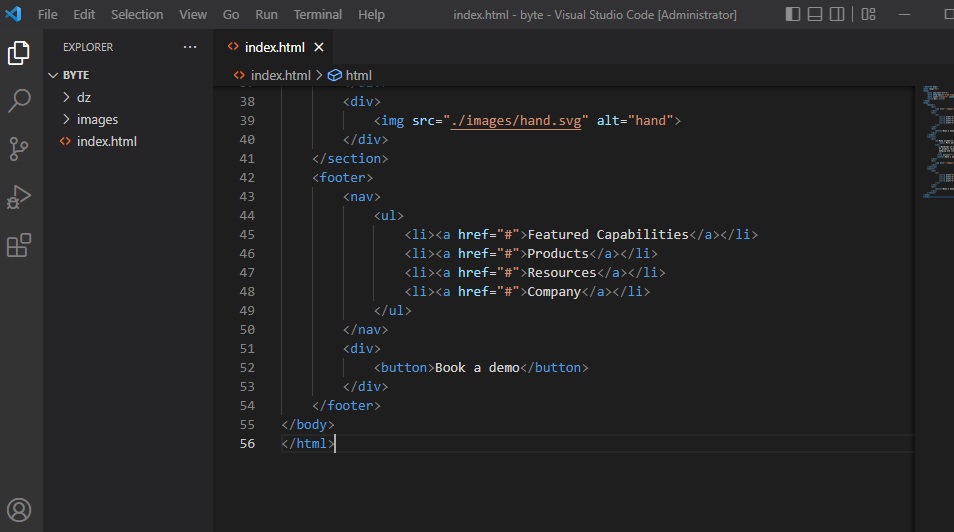 File Edit Selection View Go Run Terminal Help index.html - byte - Visual Studio Code [Administrator]
EXPLORER ···
BYTE
dz
images
index.html
index.html
index.html > html
38 <div>
39 <img src="./images/hand.svg" alt="hand">
40 </div>
41 </section>
42 <footer>
43 <nav>
44 <ul>
45 <li><a href="#">Featured Capabilities</a></li>
46 <li><a href="#">Products</a></li>
47 <li><a href="#">Resources</a></li>
48 <li><a href="#">Company</a></li>
49 </ul>
50 </nav>
51 <div>
52 <button>Book a demo</button>
53 </div>
54 </footer>
55 </body>
56 </html>